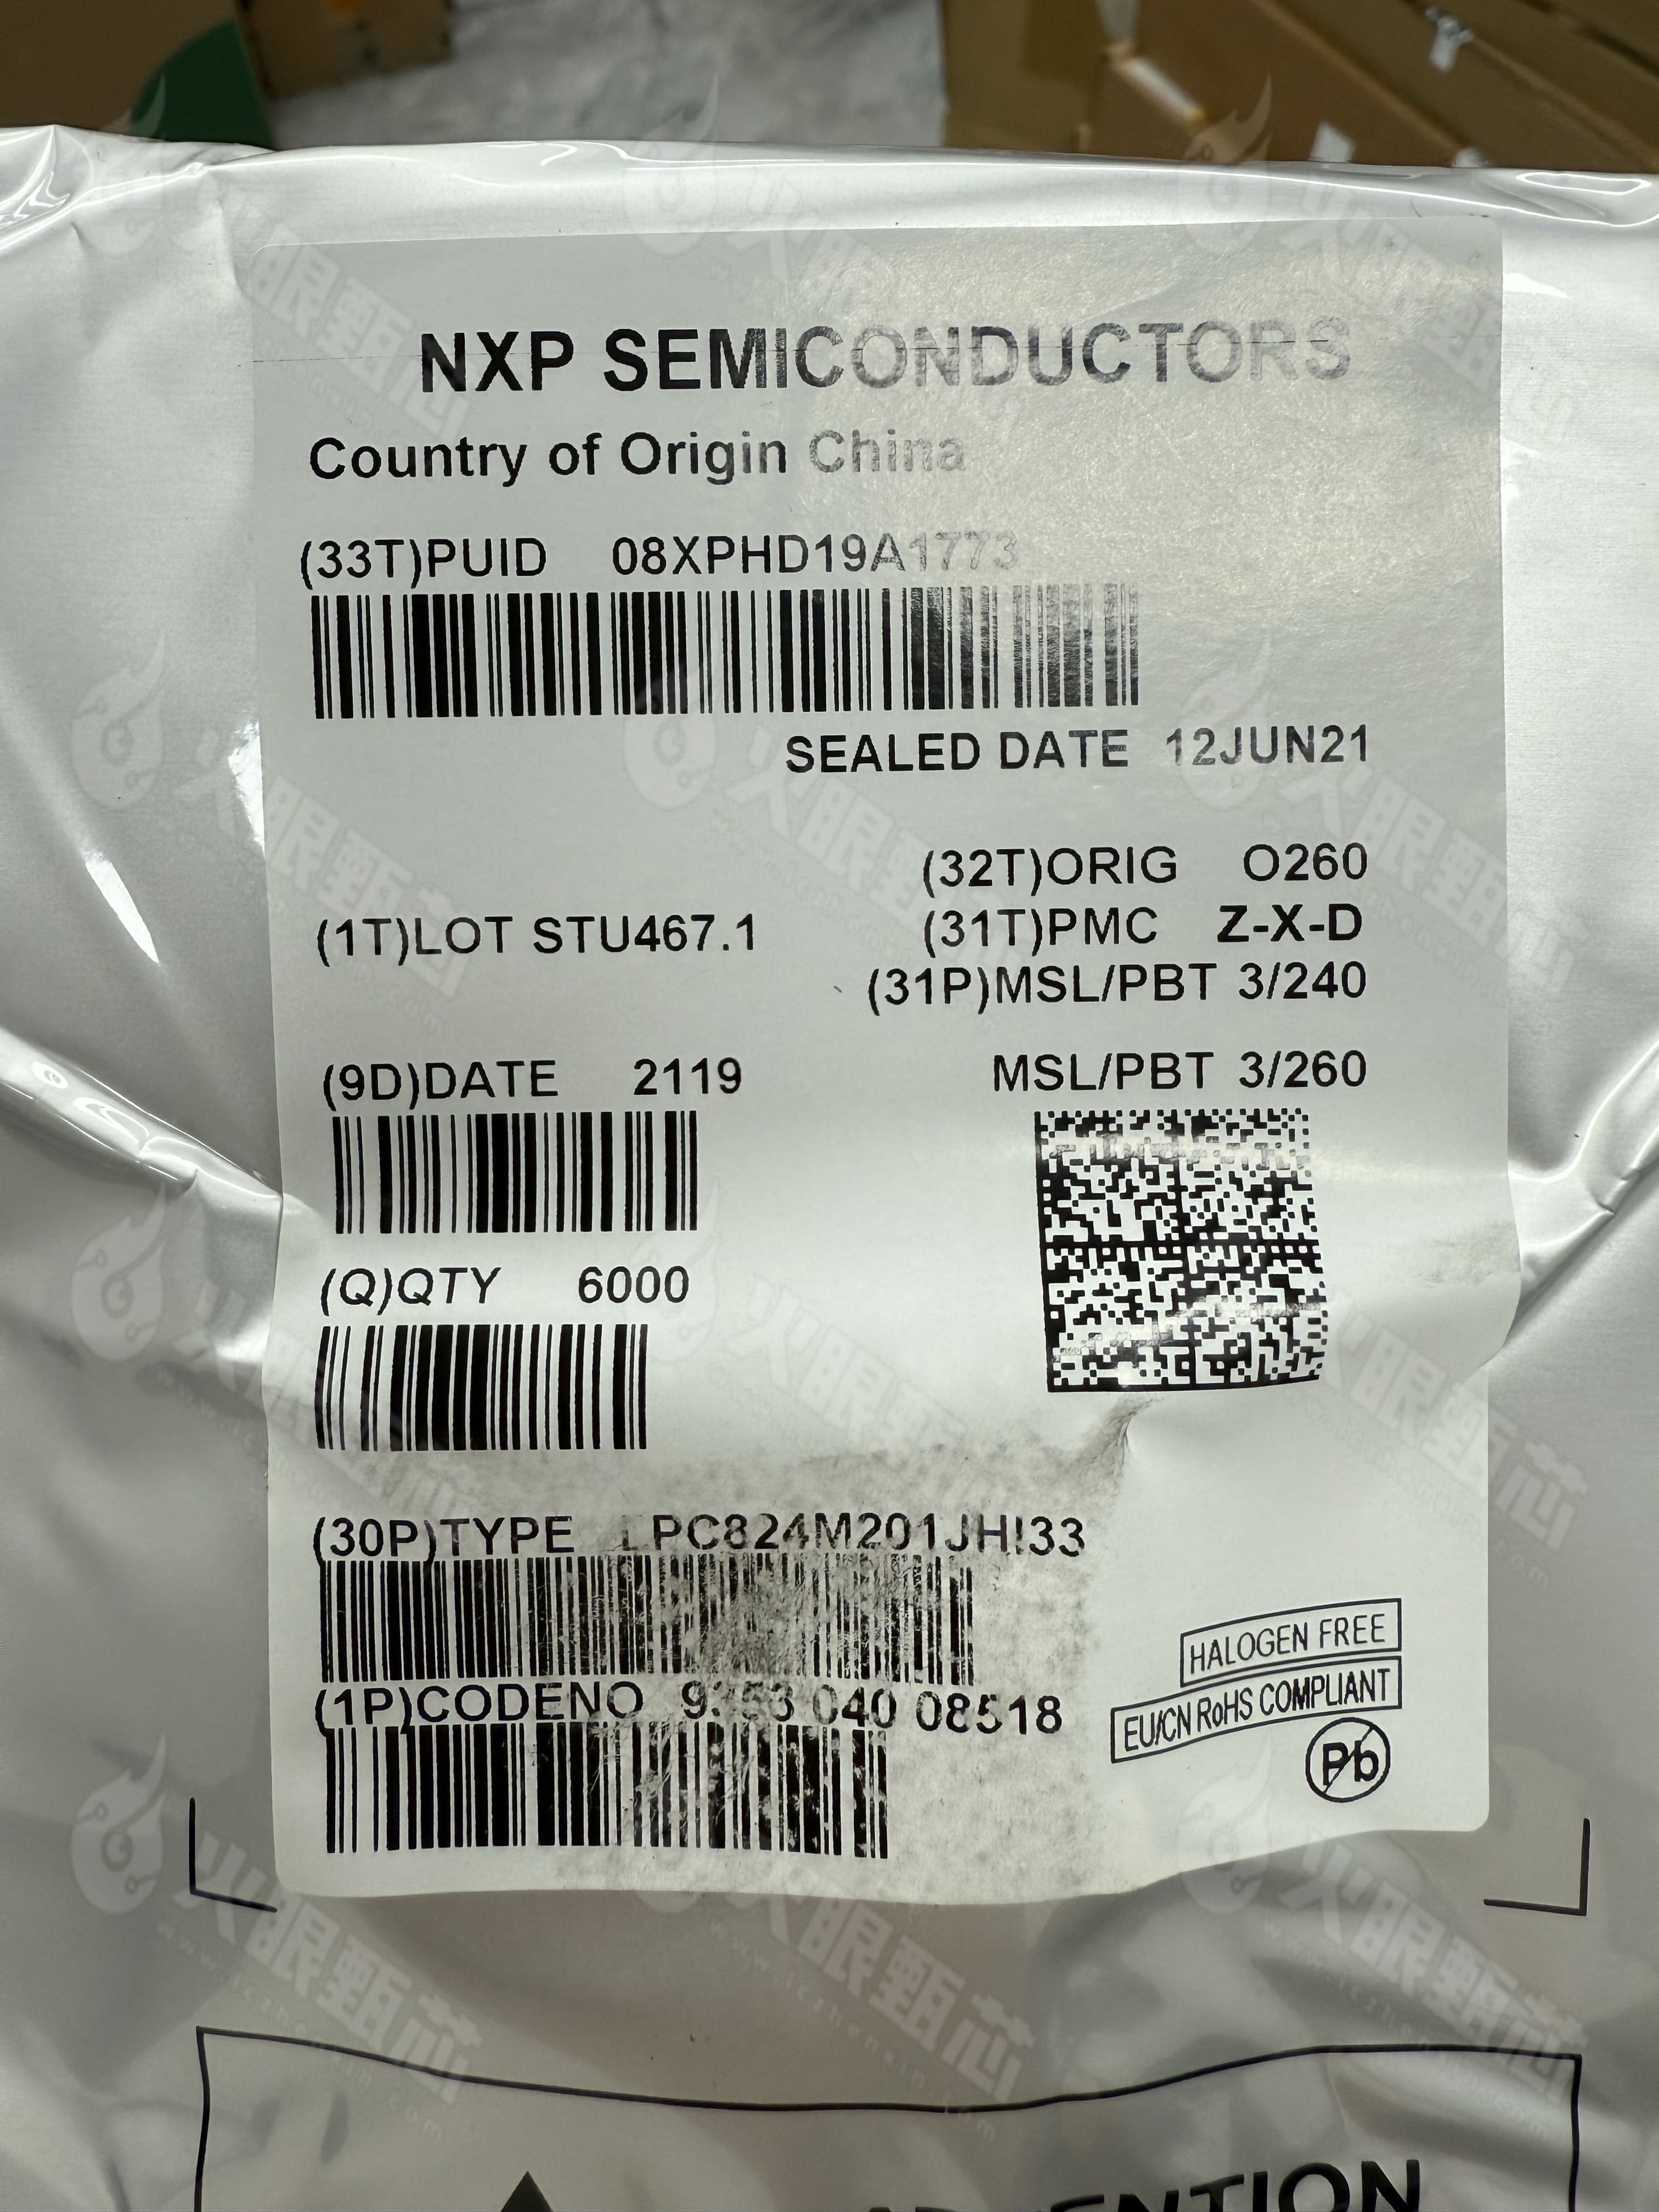 NXP SEMICONDUCTORS
Country of Origin China
(33T)PUID 08XPHD19A1773
SEALED DATE 12JUN21
(32T)ORIG O260
(1T)LOT STU467.1
(31T)PMC Z-X-D
(31P)MSL/PBT 3/240
(9D)DATE 2119
MSL/PBT 3/260
(Q)QTY 6000
(30P)TYPE LPC824M201JHI33
(1P)CODENO 040 08518
HALOGEN FREE
EU/CN RoHS COMPLIANT
Pb
火眼甄芯